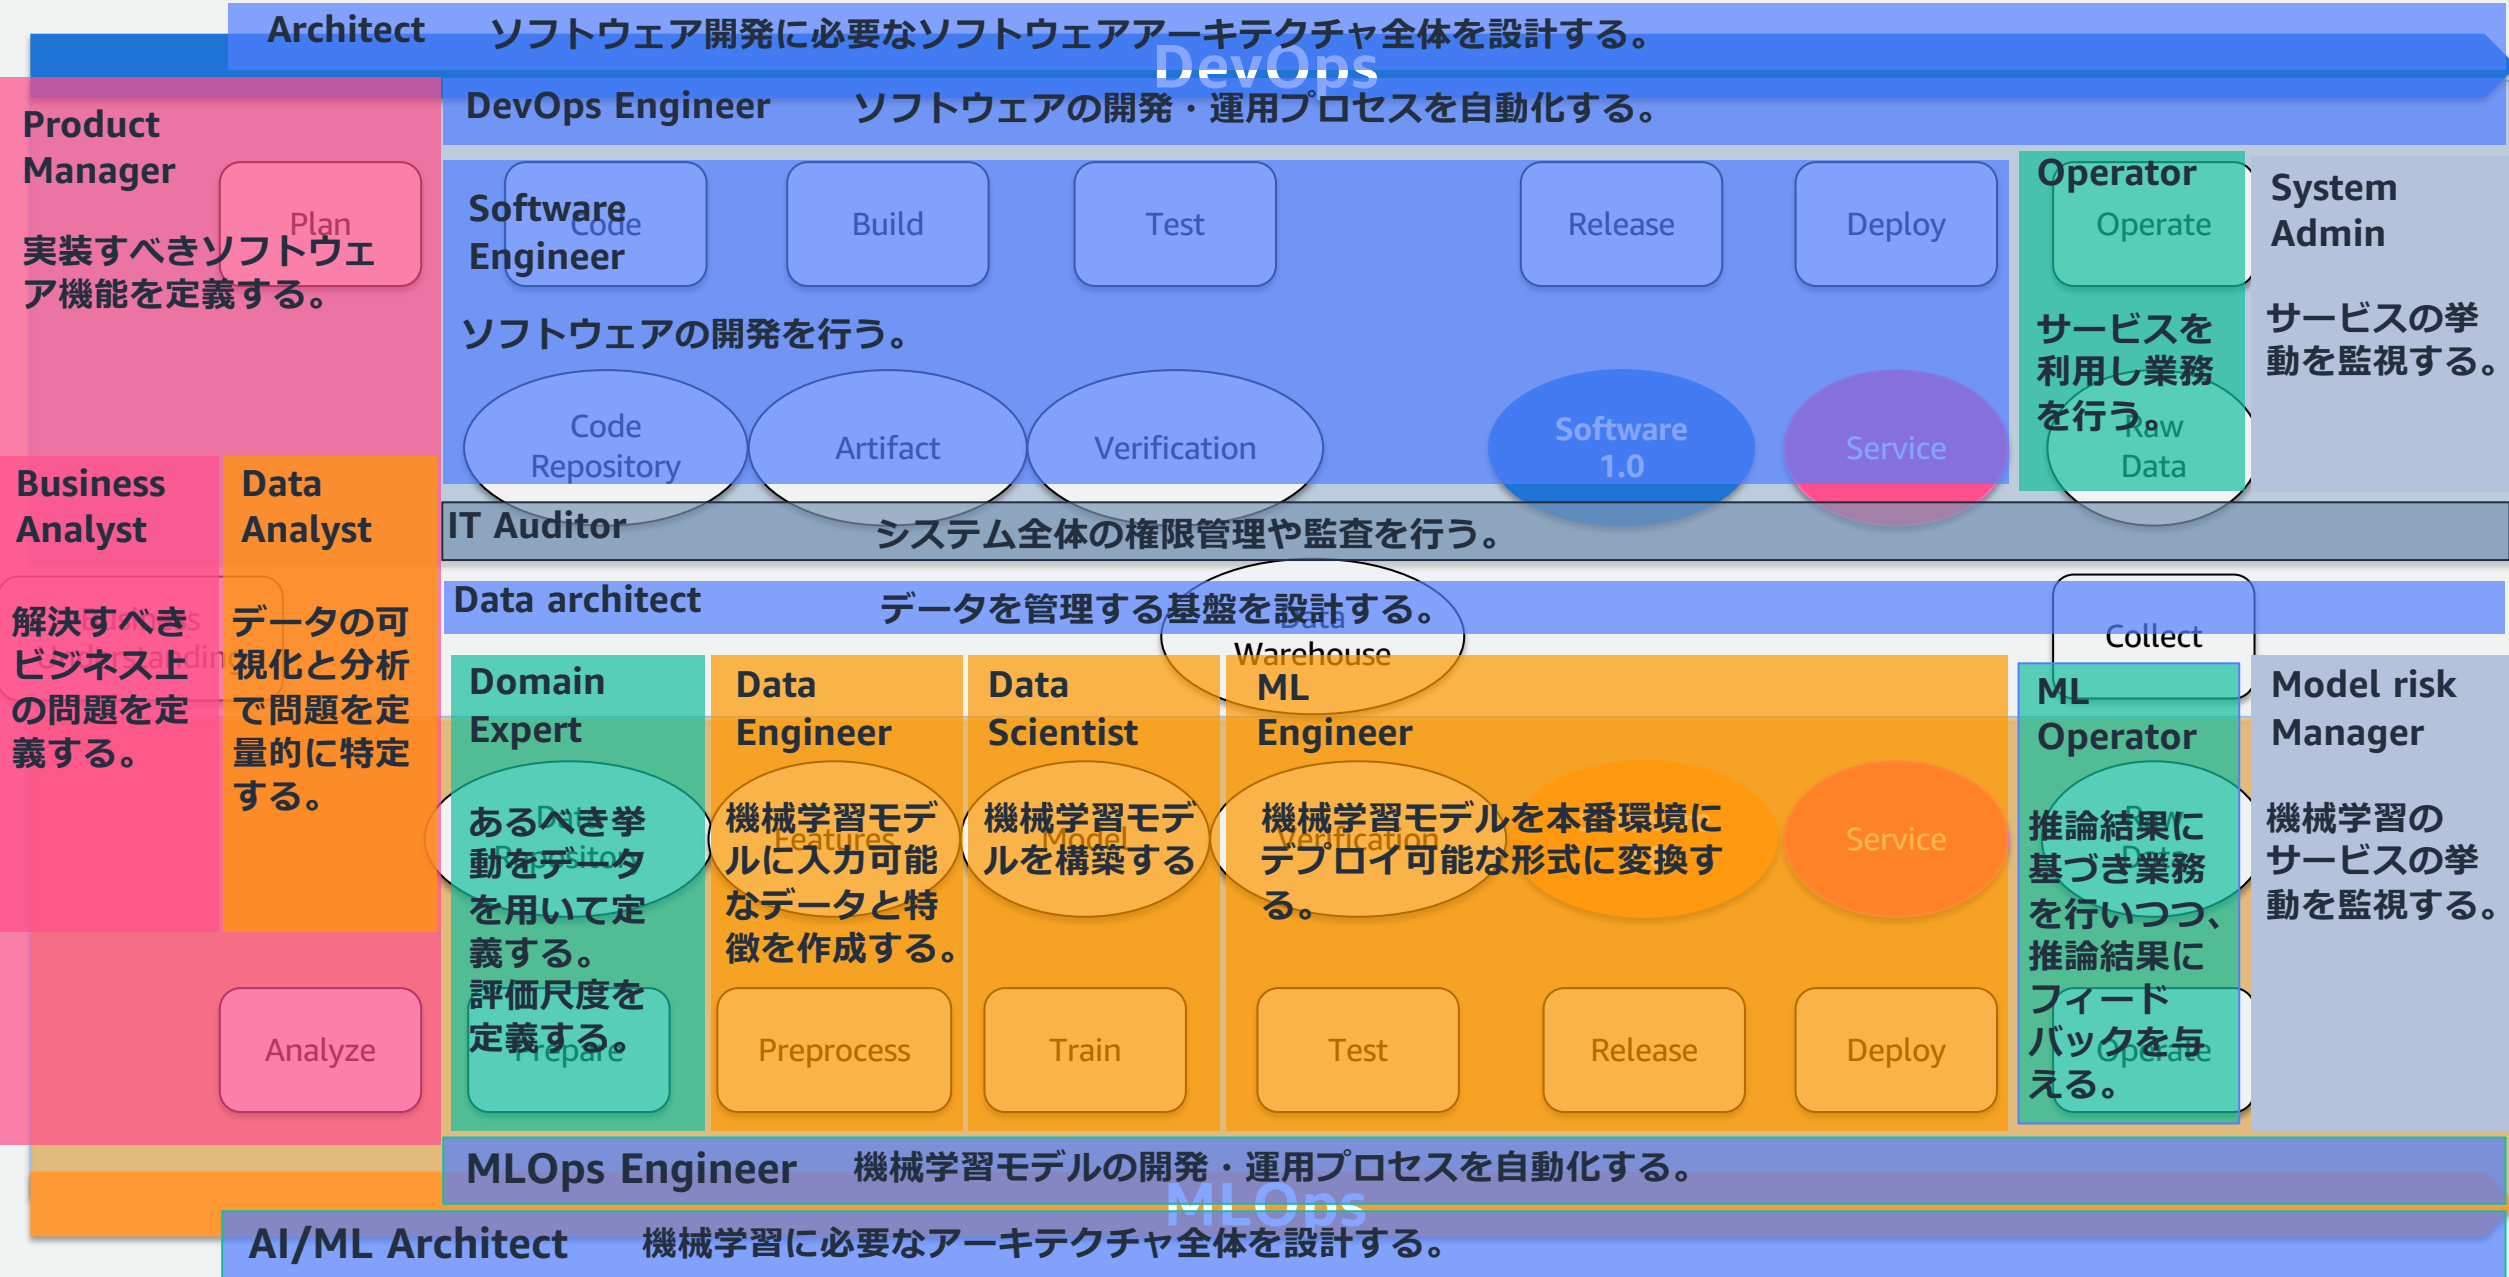 Architect
ソフトウェア開発に必要なソフトウェアアーキテクチャ全体を設計する。
DevOps
DevOps Engineer
ソフトウェアの開発・運用プロセスを自動化する。
Product
Manager
実装すべきソフトウェ
ア機能を定義する。
Plan
Software
Engineer
Code
Build
Test
Release
Deploy
ソフトウェアの開発を行う。
Operator
Operate
サービスを
利用し業務
を行う。
System
Admin
サービスの挙
動を監視する。
Code
Repository
Artifact
Verification
Software
1.0
Service
Raw
Data
Business
Analyst
解決すべき
ビジネス上
の問題を定
義する。
Business
Understanding
Data
Analyst
データの可
視化と分析
で問題を定
量的に特定
する。
IT Auditor
システム全体の権限管理や監査を行う。
Data architect
データを管理する基盤を設計する。
Data
Warehouse
Collect
Domain
Expert
あるべき挙
動をデータ
を用いて定
義する。
評価尺度を
定義する。
Data
Repository
Data
Engineer
機械学習モデ
ルに入力可能
なデータと特
徴を作成する。
Features
Data
Scientist
機械学習モデ
ルを構築する
Model
ML
Engineer
機械学習モデルを本番環境に
デプロイ可能な形式に変換す
る。
Verification
Service
ML
Operator
推論結果に
基づき業務
を行いつつ、
推論結果に
フィード
バックを与
える。
Raw
Data
Model risk
Manager
機械学習の
サービスの挙
動を監視する。
Analyze
Prepare
Preprocess
Train
Test
Release
Deploy
Operate
MLOps Engineer
機械学習モデルの開発・運用プロセスを自動化する。
MLOps
AI/ML Architect
機械学習に必要なアーキテクチャ全体を設計する。